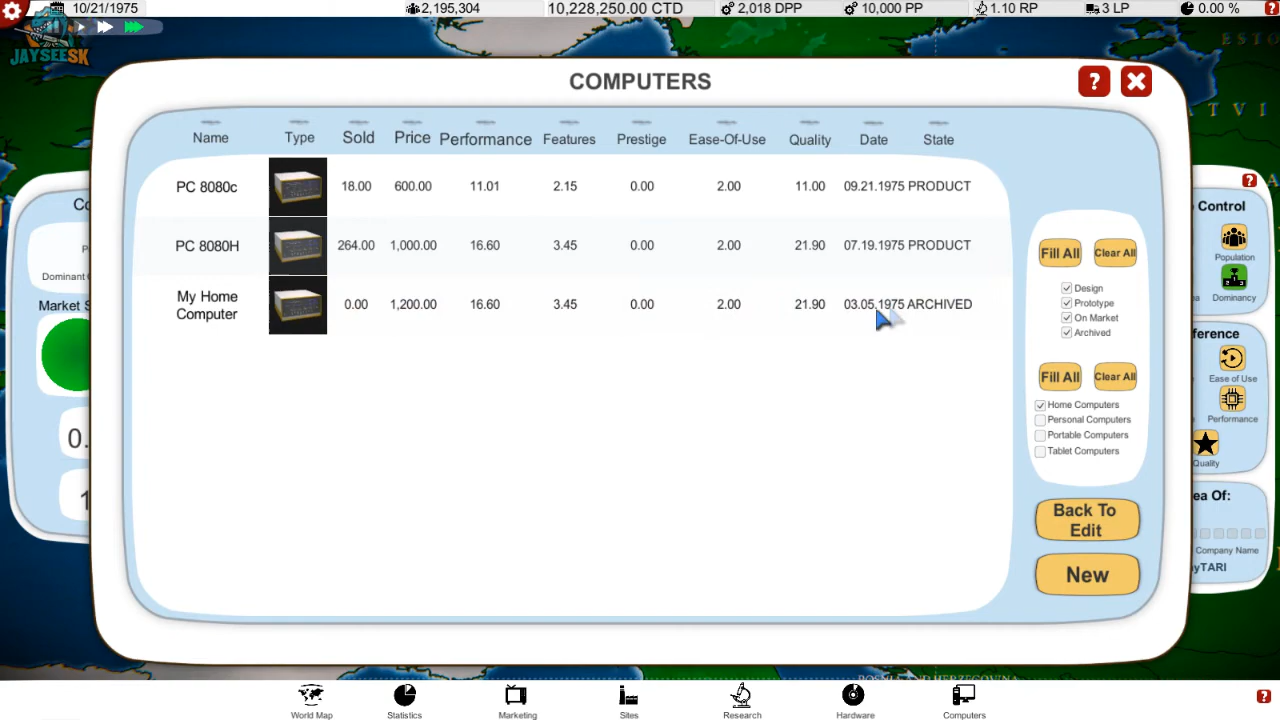 10/21/1975 2,195,304 10,228,250.00 CTD 2,018 DPP 10,000 PP 1.10 RP 3 LP 0.00 % ?
JAYSEESK
COMPUTERS
? X
Name Type Sold Price Performance Features Prestige Ease-Of-Use Quality Date State
PC 8080c 18.00 600.00 11.01 2.15 0.00 2.00 11.00 09.21.1975 PRODUCT
PC 8080H 264.00 1,000.00 16.60 3.45 0.00 2.00 21.90 07.19.1975 PRODUCT
My Home
Computer 0.00 1,200.00 16.60 3.45 0.00 2.00 21.90 03.05.1975 ARCHIVED
Fill All Clear All
Design
Prototype
On Market
Archived
Fill All Clear All
Home Computers
Personal Computers
Portable Computers
Tablet Computers
Back To
Edit
New
Dominant
Market S
0.
1
?
Control
Population
Dominancy
ference
Ease of Use
Performance
Quality
ea Of:
Company Name
yTARI
World Map Statistics Marketing Sites Research Hardware Computers ?